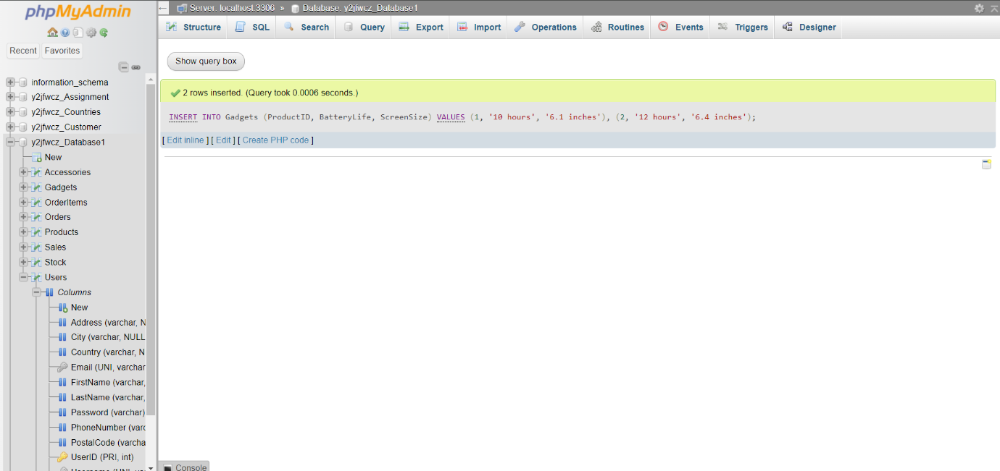 phpMyAdmin
Recent Favorites
information_schema
y2jfwcz_Assignment
y2jfwcz_Countries
y2jfwcz_Customer
y2jfwcz_Database1
New
Accessories
Gadgets
OrderItems
Orders
Products
Sales
Stock
Users
Columns
New
Address (varchar, N
City (varchar, NULL
Country (varchar, N
Email (UNI, varchar
FirstName (varchar,
LastName (varchar,
Password (varchar)
PhoneNumber (varc
PostalCode (varcha
UserID (PRI, int)
Server: localhost:3306 » Database: y2jfwcz_Database1
Structure SQL Search Query Export Import Operations Routines Events Triggers Designer
Show query box
2 rows inserted. (Query took 0.0006 seconds.)
INSERT INTO Gadgets (ProductID, BatteryLife, ScreenSize) VALUES (1, '10 hours', '6.1 inches'), (2, '12 hours', '6.4 inches');
[ Edit inline ] [ Edit ] [ Create PHP code ]
Console